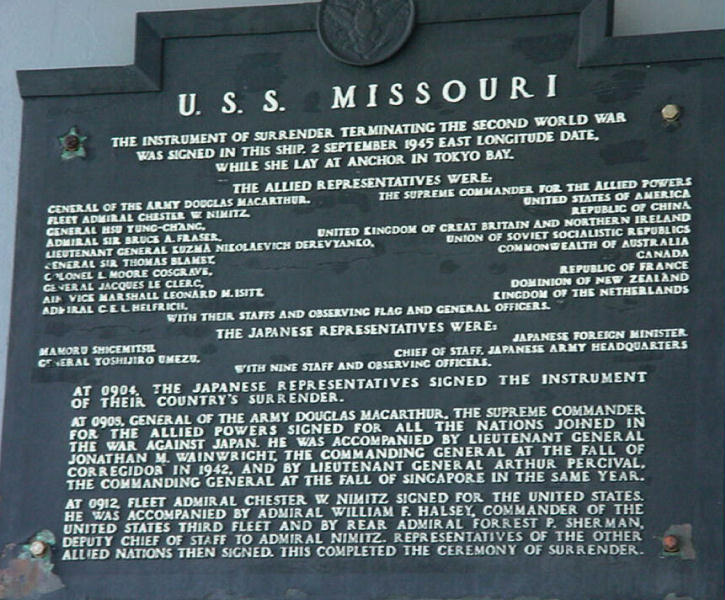 U. S. S. MISSOURI
THE INSTRUMENT OF SURRENDER TERMINATING THE SECOND WORLD WAR
WAS SIGNED IN THIS SHIP. 2 SEPTEMBER 1945 EAST LONGITUDE DATE,
WHILE SHE LAY AT ANCHOR IN TOKYO BAY.
THE ALLIED REPRESENTATIVES WERE:
GENERAL OF THE ARMY DOUGLAS MACARTHUR, THE SUPREME COMMANDER FOR THE ALLIED POWERS
FLEET ADMIRAL CHESTER W. NIMITZ, UNITED STATES OF AMERICA
GENERAL HSU YUNG-CH'ANG, REPUBLIC OF CHINA
ADMIRAL SIR BRUCE A. FRASER, UNITED KINGDOM OF GREAT BRITAIN AND NORTHERN IRELAND
LIEUTENANT GENERAL KUZMA NIKOLAEVICH DEREVYANKO, UNION OF SOVIET SOCIALISTIC REPUBLICS
GENERAL SIR THOMAS BLAMEY, COMMONWEALTH OF AUSTRALIA
COLONEL L. MOORE COSGRAVE, CANADA
GENERAL JACQUES LE CLERC, REPUBLIC OF FRANCE
AIR VICE MARSHALL LEONARD M. ISITT, DOMINION OF NEW ZEALAND
ADMIRAL C.E.L. HELFRICH, KINGDOM OF THE NETHERLANDS
WITH THEIR STAFFS AND OBSERVING FLAG AND GENERAL OFFICERS.
THE JAPANESE REPRESENTATIVES WERE:
MAMORU SHIGEMITSU, JAPANESE FOREIGN MINISTER
GENERAL YOSHIJIRO UMEZU, CHIEF OF STAFF, JAPANESE ARMY HEADQUARTERS
WITH NINE STAFF AND OBSERVING OFFICERS.
AT 0904, THE JAPANESE REPRESENTATIVES SIGNED THE INSTRUMENT
OF THEIR COUNTRY'S SURRENDER.
AT 0905, GENERAL OF THE ARMY DOUGLAS MACARTHUR, THE SUPREME COMMANDER
FOR THE ALLIED POWERS SIGNED FOR ALL THE NATIONS JOINED IN
THE WAR AGAINST JAPAN. HE WAS ACCOMPANIED BY LIEUTENANT GENERAL
JONATHAN M. WAINWRIGHT, THE COMMANDING GENERAL AT THE FALL OF
CORREGIDOR IN 1942, AND BY LIEUTENANT GENERAL ARTHUR PERCIVAL,
THE COMMANDING GENERAL AT THE FALL OF SINGAPORE IN THE SAME YEAR.
AT 0912, FLEET ADMIRAL CHESTER W. NIMITZ SIGNED FOR THE UNITED STATES.
HE WAS ACCOMPANIED BY ADMIRAL WILLIAM F. HALSEY, COMMANDER OF THE
UNITED STATES THIRD FLEET AND BY REAR ADMIRAL FORREST P. SHERMAN,
DEPUTY CHIEF OF STAFF TO ADMIRAL NIMITZ. REPRESENTATIVES OF THE OTHER
ALLIED NATIONS THEN SIGNED. THIS COMPLETED THE CEREMONY OF SURRENDER.